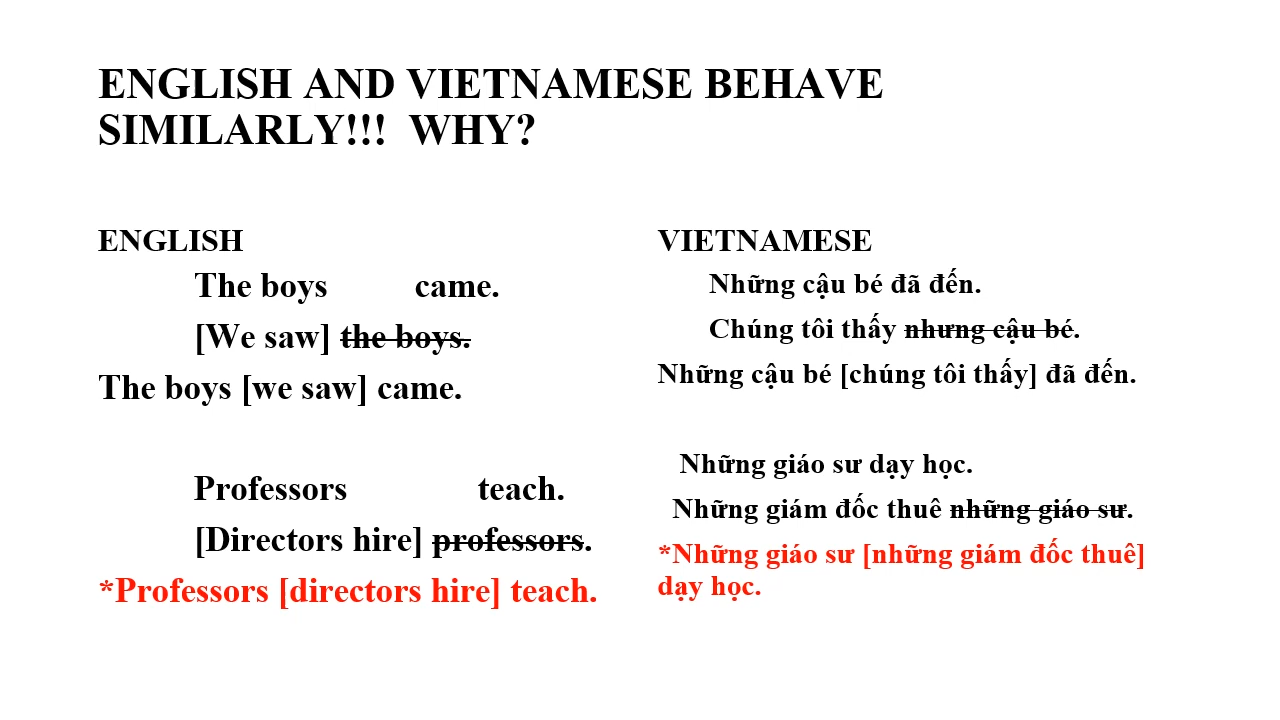 ENGLISH AND VIETNAMESE BEHAVE
SIMILARLY!!! WHY?
ENGLISH
The boys came.
[We saw] the boys.
The boys [we saw] came.
Professors teach.
[Directors hire] professors.
*Professors [directors hire] teach.
VIETNAMESE
Những cậu bé đã đến.
Chúng tôi thấy nhưng cậu bé.
Những cậu bé [chúng tôi thấy] đã đến.
Những giáo sư dạy học.
Những giám đốc thuê những giáo sư.
*Những giáo sư [những giám đốc thuê]
dạy học.